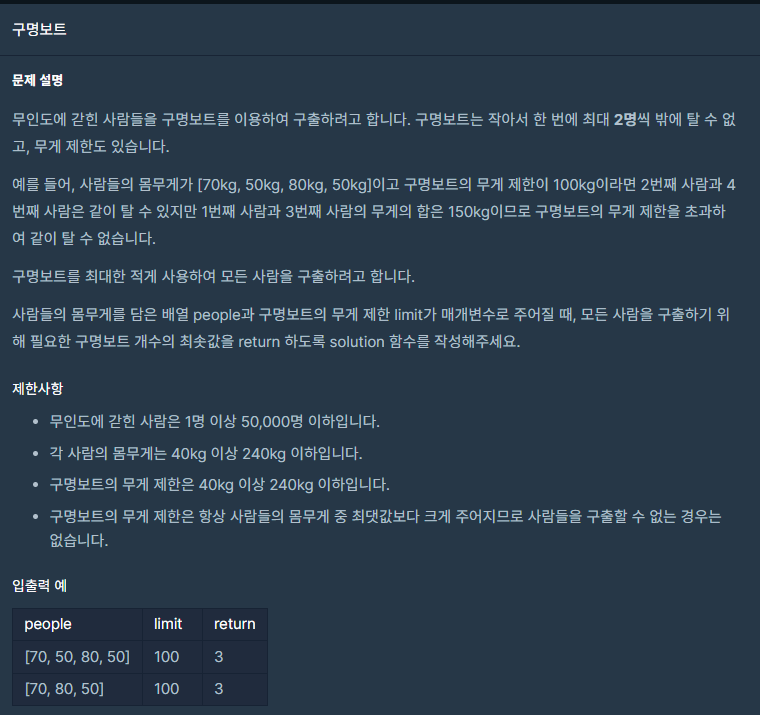 구명보트
문제 설명
무인도에 갇힌 사람들을 구명보트를 이용하여 구출하려고 합니다. 구명보트는 작아서 한 번에 최대 2명씩 밖에 탈 수 없
고, 무게 제한도 있습니다.
예를 들어, 사람들의 몸무게가 [70kg, 50kg, 80kg, 50kg]이고 구명보트의 무게 제한이 100kg이라면 2번째 사람과 4
번째 사람은 같이 탈 수 있지만 1번째 사람과 3번째 사람의 무게의 합은 150kg이므로 구명보트의 무게 제한을 초과하
여 같이 탈 수 없습니다.
구명보트를 최대한 적게 사용하여 모든 사람을 구출하려고 합니다.
사람들의 몸무게를 담은 배열 people과 구명보트의 무게 제한 limit가 매개변수로 주어질 때, 모든 사람을 구출하기 위
해 필요한 구명보트 개수의 최솟값을 return 하도록 solution 함수를 작성해주세요.
제한사항
• 무인도에 갇힌 사람은 1명 이상 50,000명 이하입니다.
• 각 사람의 몸무게는 40kg 이상 240kg 이하입니다.
• 구명보트의 무게 제한은 40kg 이상 240kg 이하입니다.
• 구명보트의 무게 제한은 항상 사람들의 몸무게 중 최댓값보다 크게 주어지므로 사람들을 구출할 수 없는 경우는
없습니다.
입출력 예
people limit return
[70, 50, 80, 50] 100 3
[70, 80, 50] 100 3